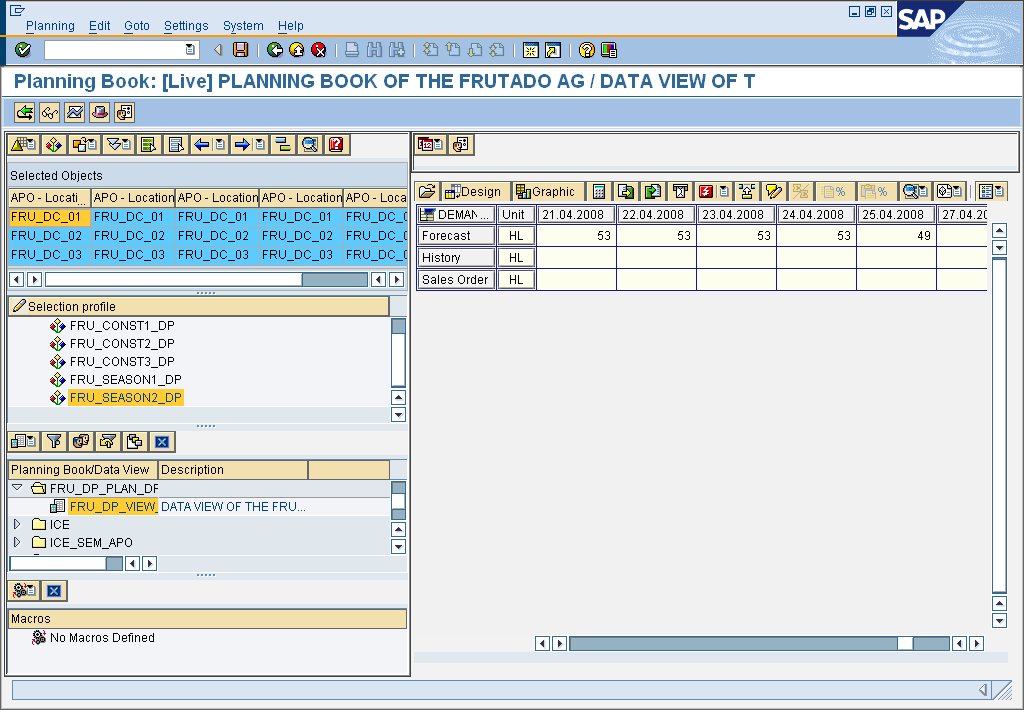 Planning Edit Goto Settings System Help
SAP
Planning Book: [Live] PLANNING BOOK OF THE FRUTADO AG / DATA VIEW OF T
Selected Objects
APO - Locati... APO - Location APO - Location APO - Location APO - Loca
FRU_DC_01 FRU_DC_01 FRU_DC_01 FRU_DC_01 FRU_DC_0
FRU_DC_02 FRU_DC_02 FRU_DC_02 FRU_DC_02 FRU_DC_0
FRU_DC_03 FRU_DC_03 FRU_DC_03 FRU_DC_03 FRU_DC_0
Selection profile
FRU_CONST1_DP
FRU_CONST2_DP
FRU_CONST3_DP
FRU_SEASON1_DP
FRU_SEASON2_DP
Planning Book/Data View Description
FRU_DP_PLAN_DF
FRU_DP_VIEW_ DATA VIEW OF THE FRU...
ICE
ICE_SEM_APO
Macros
No Macros Defined
Design Graphic
DEMAN... Unit 21.04.2008 22.04.2008 23.04.2008 24.04.2008 25.04.2008 27.04.20
Forecast HL 53 53 53 53 49
History HL
Sales Order HL